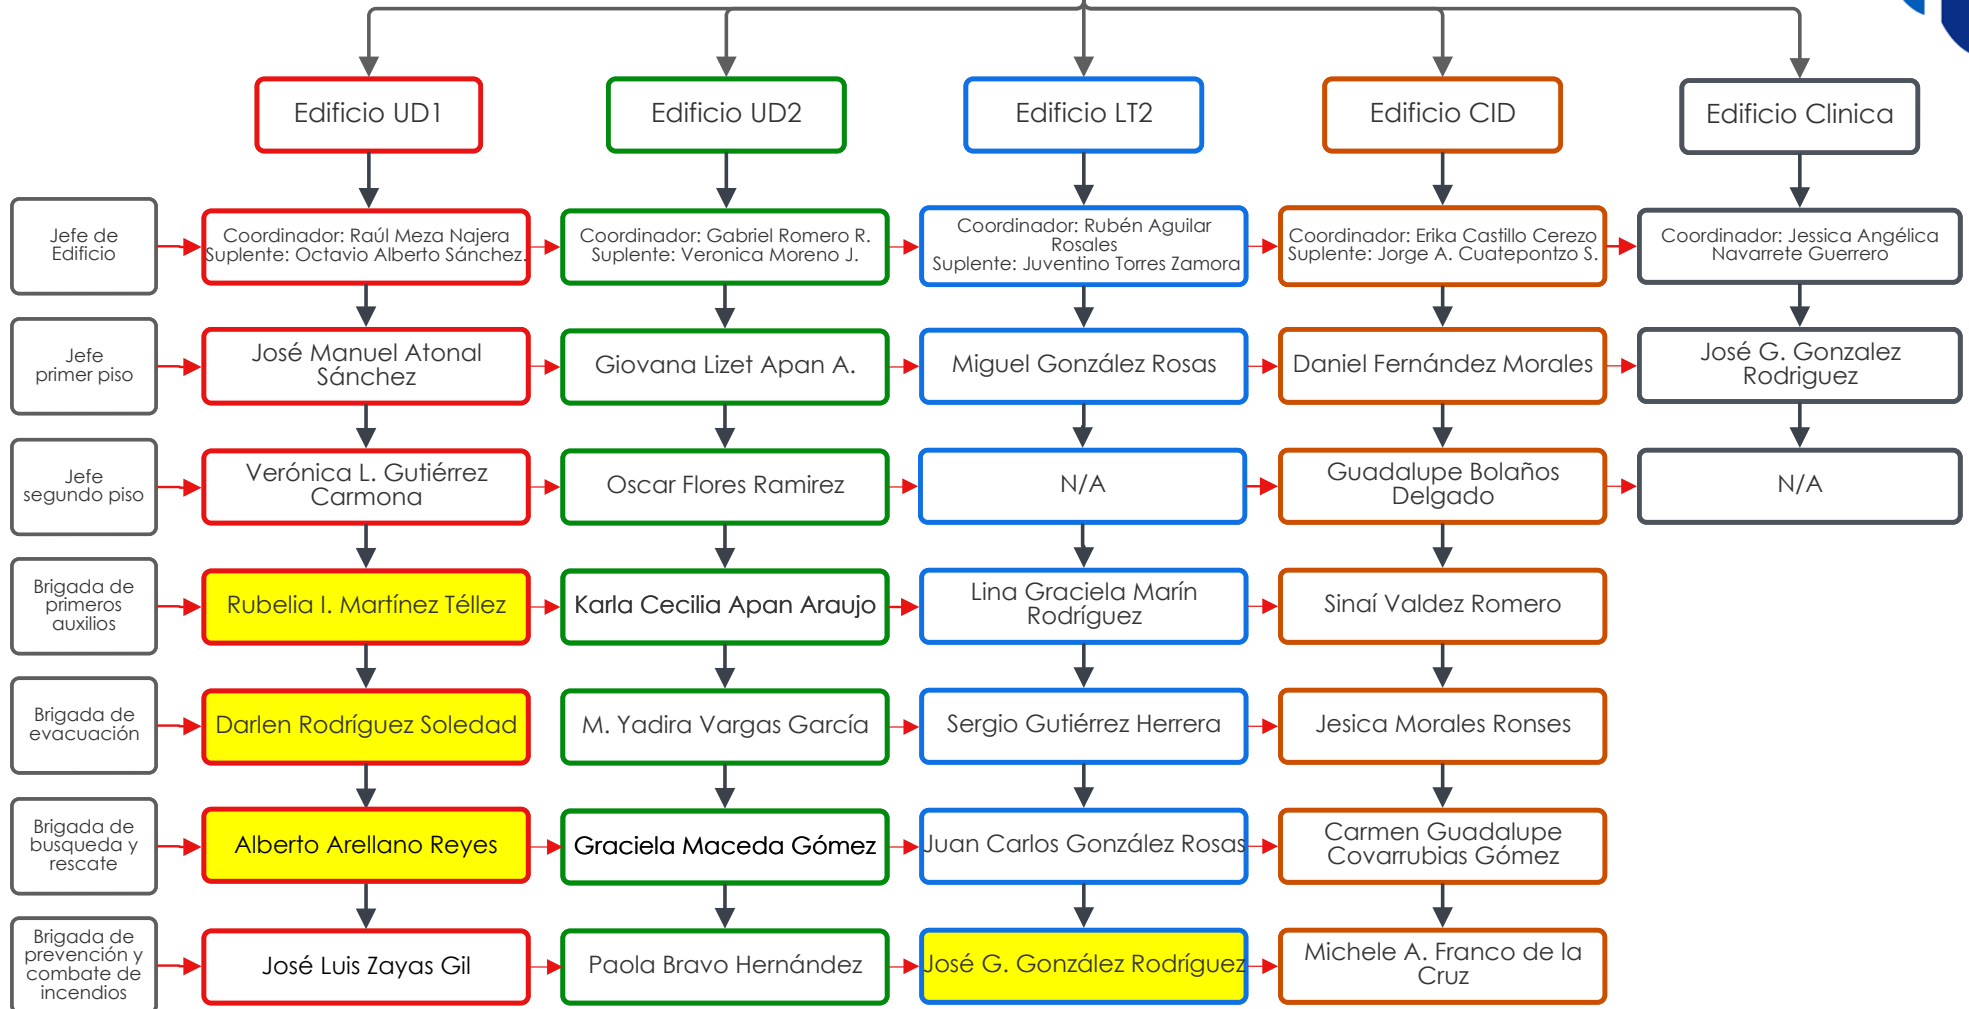 Edificio UD1
Edificio UD2
Edificio LT2
Edificio CID
Edificio Clinica
Jefe de
Edificio
Coordinador: Raúl Meza Najera
Suplente: Octavio Alberto Sánchez.
Coordinador: Gabriel Romero R.
Suplente: Veronica Moreno J.
Coordinador: Rubén Aguilar
Rosales
Suplente: Juventino Torres Zamora
Coordinador: Erika Castillo Cerezo
Suplente: Jorge A. Cuatepontzo S.
Coordinador: Jessica Angélica
Navarrete Guerrero
Jefe
primer piso
José Manuel Atonal
Sánchez
Giovana Lizet Apan A.
Miguel González Rosas
Daniel Fernández Morales
José G. Gonzalez
Rodriguez
Jefe
segundo piso
Verónica L. Gutiérrez
Carmona
Oscar Flores Ramirez
N/A
Guadalupe Bolaños
Delgado
N/A
Brigada de
primeros
auxilios
Rubelia I. Martínez Téllez
Karla Cecilia Apan Araujo
Lina Graciela Marín
Rodríguez
Sinaí Valdez Romero
Brigada de
evacuación
Darlen Rodríguez Soledad
M. Yadira Vargas García
Sergio Gutiérrez Herrera
Jesica Morales Ronses
Brigada de
busqueda y
rescate
Alberto Arellano Reyes
Graciela Maceda Gómez
Juan Carlos González Rosas
Carmen Guadalupe
Covarrubias Gómez
Brigada de
prevención y
combate de
incendios
José Luis Zayas Gil
Paola Bravo Hernández
José G. González Rodríguez
Michele A. Franco de la
Cruz